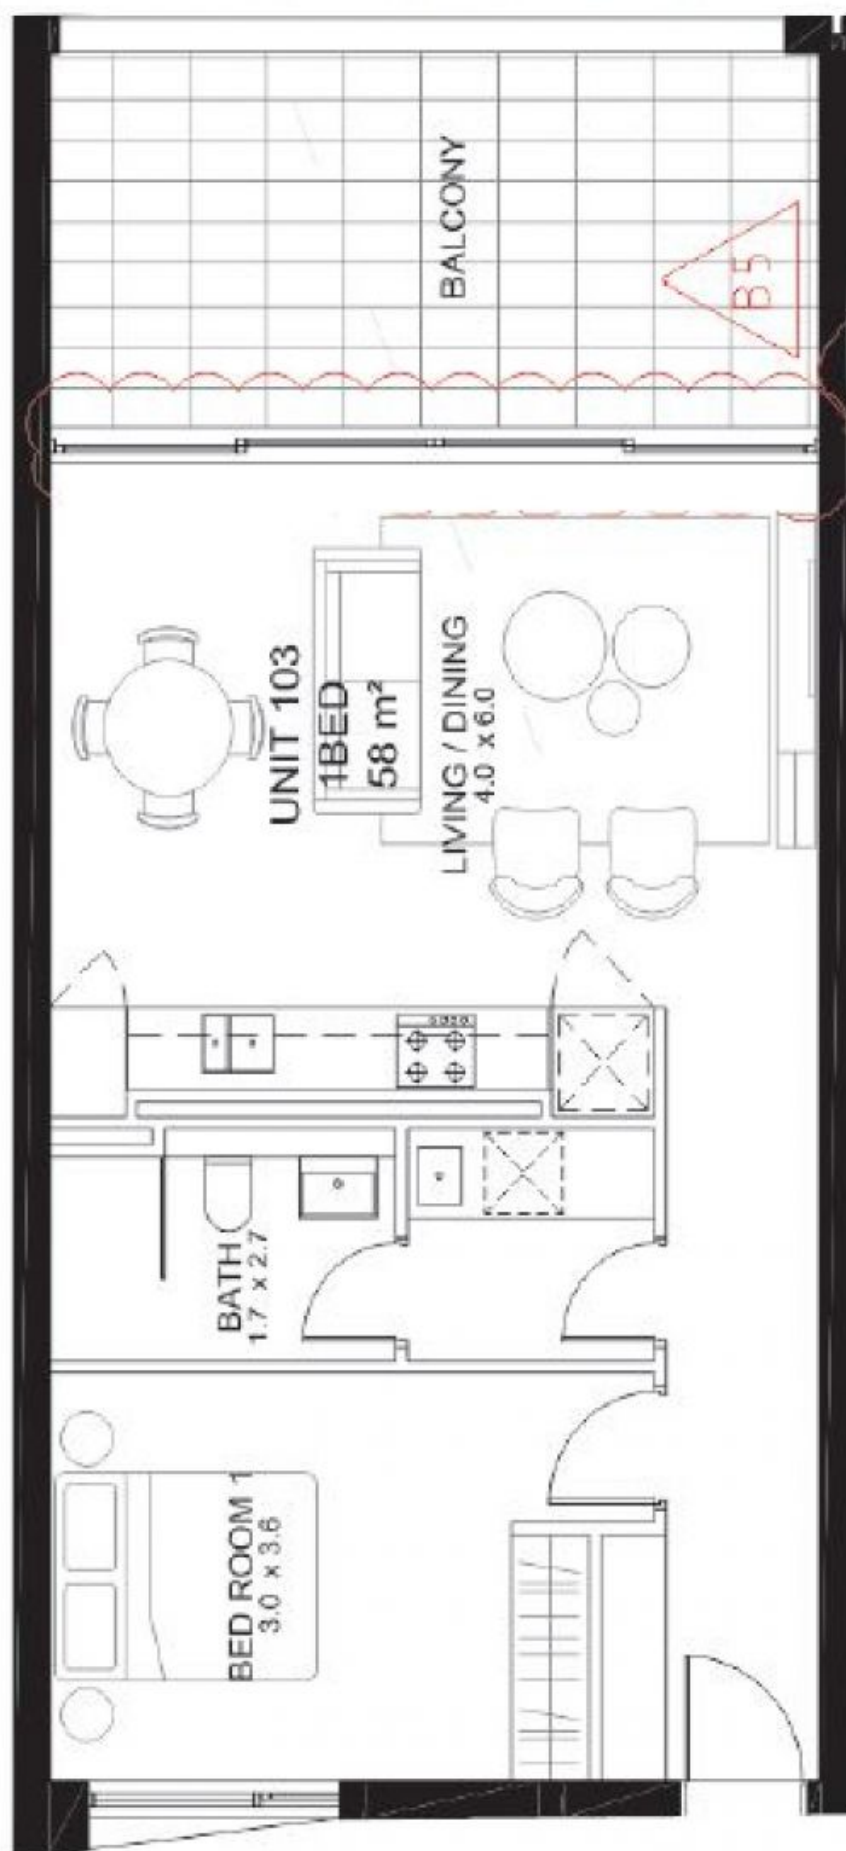 BALCONY
B5
UNIT 103
1BED
58 m²
LIVING / DINING
4.0 x 6.0
BATH
1.7 x 2.7
BED ROOM 1
3.0 x 3.6